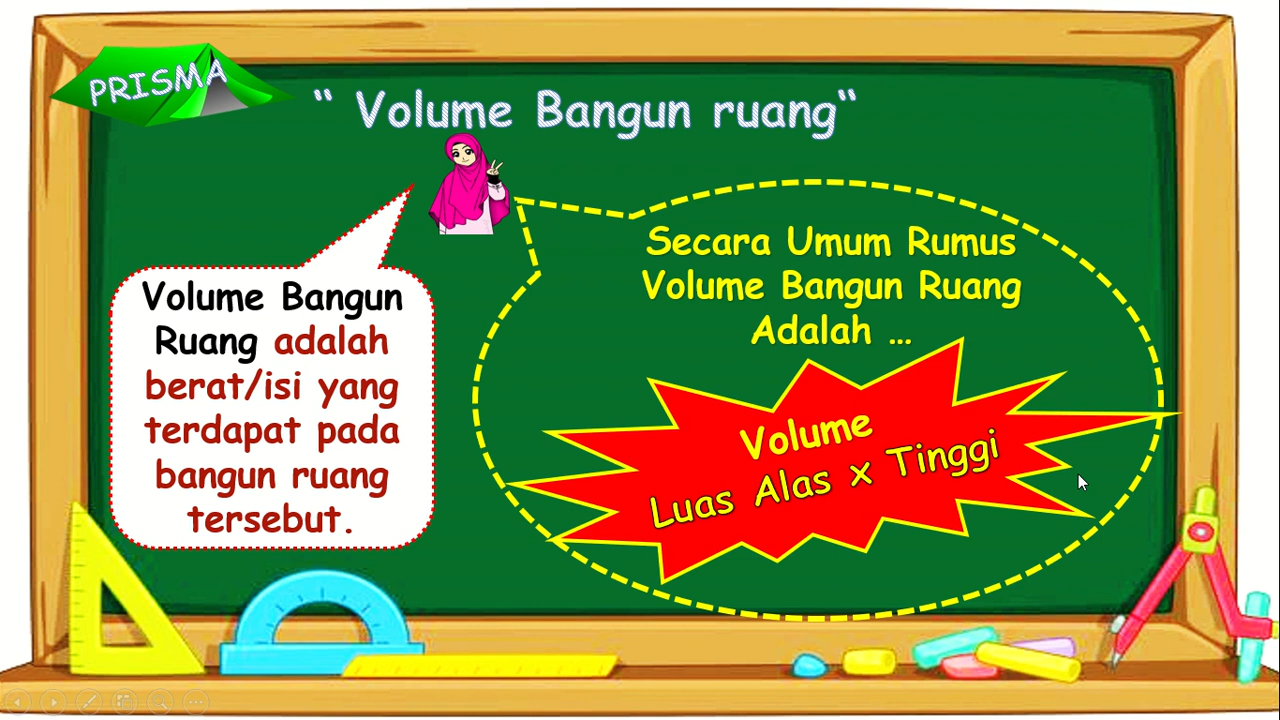 PRISMA
“ Volume Bangun ruang“
Volume Bangun
Ruang adalah
berat/isi yang
terdapat pada
bangun ruang
tersebut.
Secara Umum Rumus
Volume Bangun Ruang
Adalah ...
Volume
Luas Alas x Tinggi